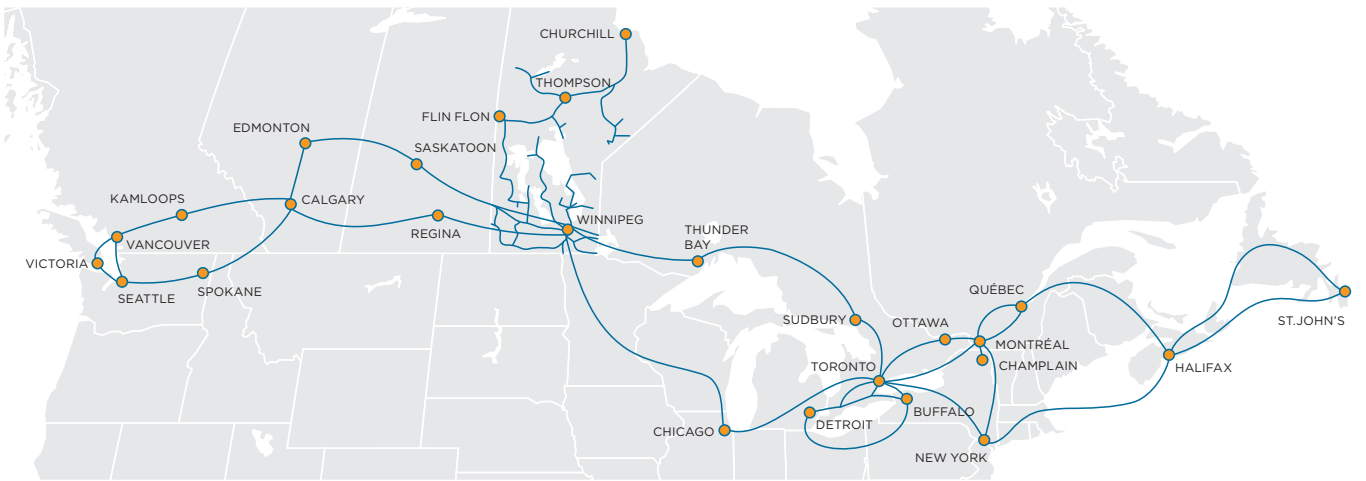 CHURCHILL
THOMPSON
FLIN FLON
EDMONTON
SASKATOON
KAMLOOPS
CALGARY
WINNIPEG
REGINA
THUNDER
BAY
VANCOUVER
VICTORIA
SEATTLE
SPOKANE
QUÉBEC
SUDBURY
OTTAWA
ST.JOHN'S
MONTRÉAL
TORONTO
CHAMPLAIN
HALIFAX
BUFFALO
DETROIT
CHICAGO
NEW YORK